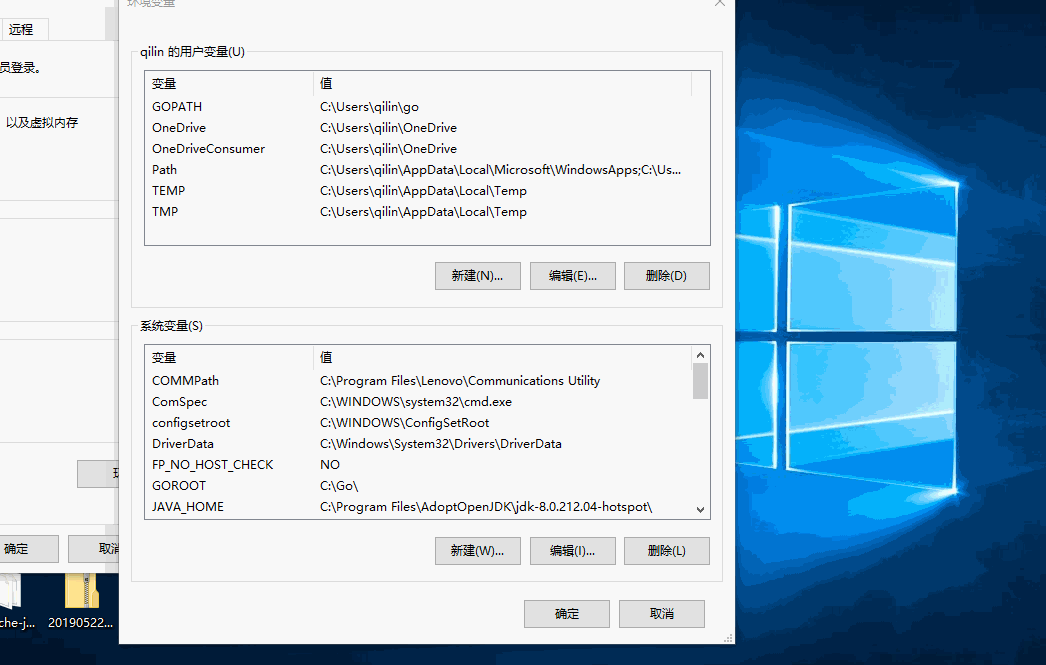 环境变量
远程
员登录。
以及虚拟内存
qilin 的用户变量(U)
变量 值
GOPATH C:\Users\qilin\go
OneDrive C:\Users\qilin\OneDrive
OneDriveConsumer C:\Users\qilin\OneDrive
Path C:\Users\qilin\AppData\Local\Microsoft\WindowsApps;C:\Us...
TEMP C:\Users\qilin\AppData\Local\Temp
TMP C:\Users\qilin\AppData\Local\Temp
新建(N)... 编辑(E)... 删除(D)
系统变量(S)
变量 值
COMMPath C:\Program Files\Lenovo\Communications Utility
ComSpec C:\WINDOWS\system32\cmd.exe
configsetroot C:\WINDOWS\ConfigSetRoot
DriverData C:\Windows\System32\Drivers\DriverData
FP_NO_HOST_CHECK NO
GOROOT C:\Go\
JAVA_HOME C:\Program Files\AdoptOpenJDK\jdk-8.0.212.04-hotspot\
新建(W)... 编辑(I)... 删除(L)
确定 取消
确定 取消
che-j... 20190522...